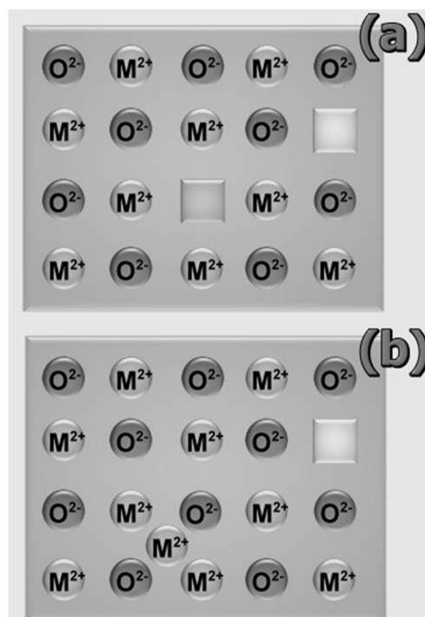 (a)
O²⁻ M²⁺ O²⁻ M²⁺ O²⁻
M²⁺ O²⁻ M²⁺ O²⁻
O²⁻ M²⁺ M²⁺ O²⁻
M²⁺ O²⁻ M²⁺ O²⁻ M²⁺
(b)
O²⁻ M²⁺ O²⁻ M²⁺ O²⁻
M²⁺ O²⁻ M²⁺ O²⁻
O²⁻ M²⁺ O²⁻ M²⁺ O²⁻
M²⁺
M²⁺ O²⁻ M²⁺ O²⁻ M²⁺